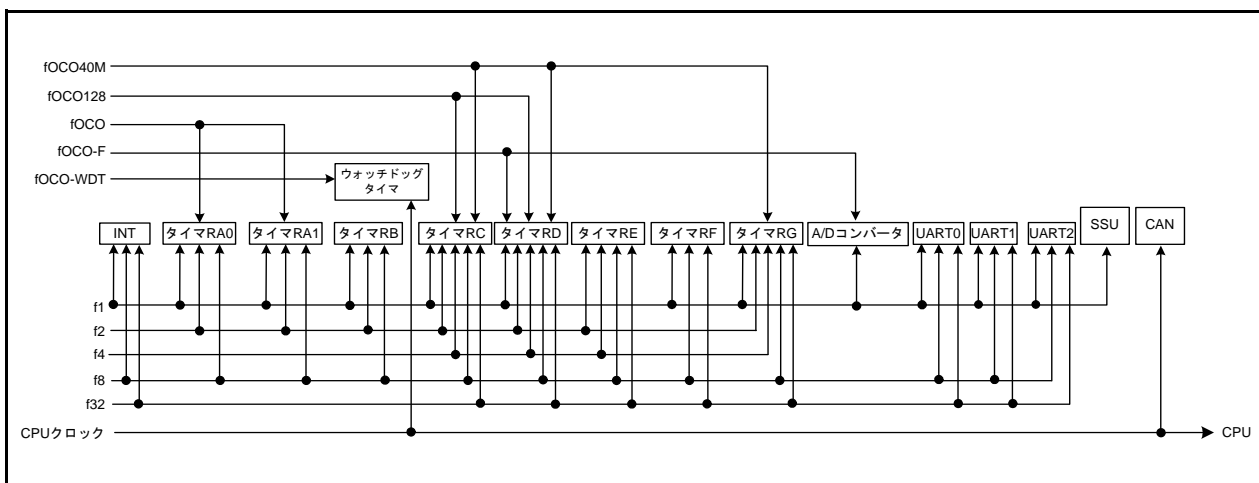 fOCO40M
fOCO128
fOCO
fOCO-F
fOCO-WDT
ウォッチドッグ
タイマ
INT
タイマRA0
タイマRA1
タイマRB
タイマRC
タイマRD
タイマRE
タイマRF
タイマRG
A/Dコンバータ
UART0
UART1
UART2
SSU
CAN
f1
f2
f4
f8
f32
CPUクロック
CPU